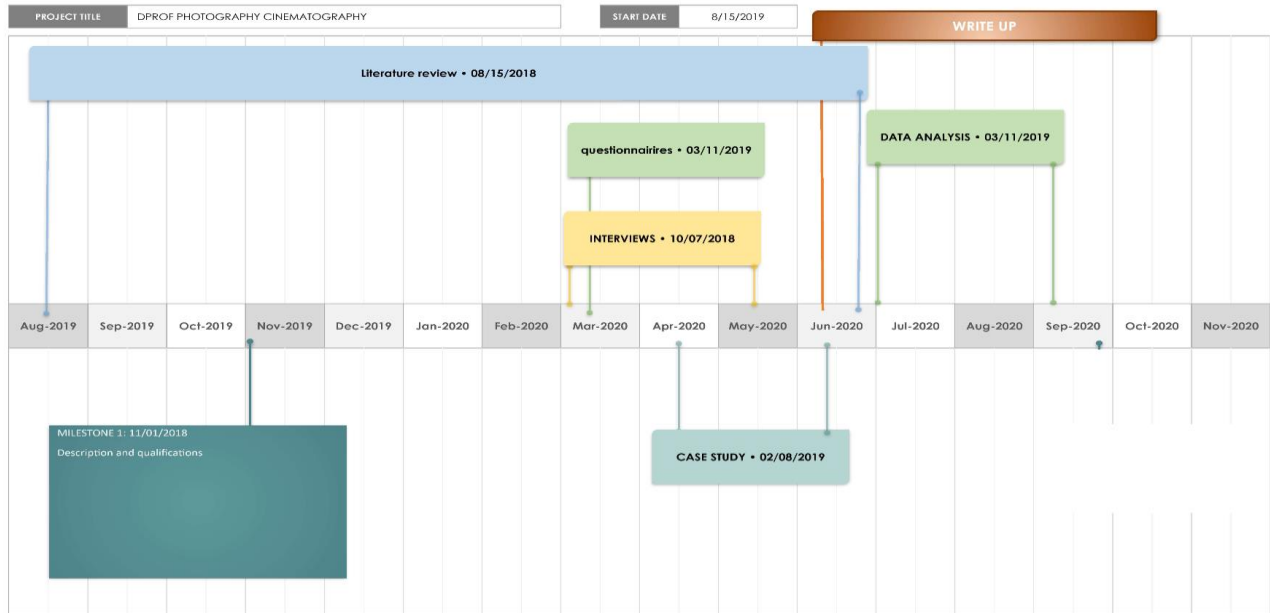 PROJECT TITLE DPROF PHOTOGRAPHY CINEMATOGRAPHY START DATE 8/15/2019
WRITE UP
Literature review • 08/15/2018
DATA ANALYSIS • 03/11/2019
questionnairires • 03/11/2019
INTERVIEWS • 10/07/2018
Aug-2019 Sep-2019 Oct-2019 Nov-2019 Dec-2019 Jan-2020 Feb-2020 Mar-2020 Apr-2020 May-2020 Jun-2020 Jul-2020 Aug-2020 Sep-2020 Oct-2020 Nov-2020
MILESTONE 1: 11/01/2018
Description and qualifications
CASE STUDY • 02/08/2019